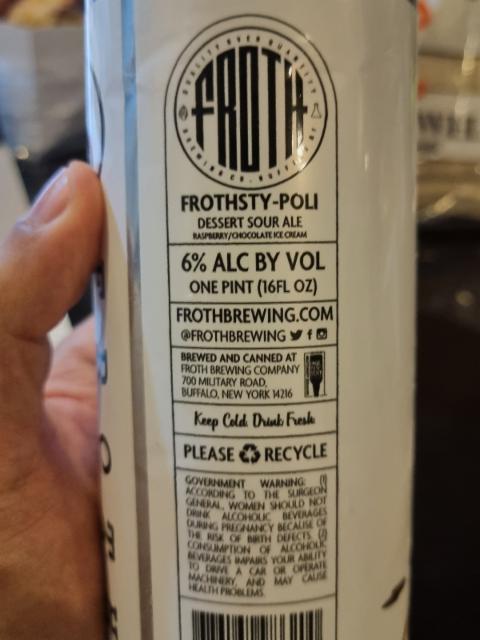 QUALITY OVER QUANTITY
FROTH
BREWING CO. BUFFALO, NY
FROTHSTY-POLI
DESSERT SOUR ALE
RASPBERRY/CHOCOLATE ICE CREAM
6% ALC BY VOL
ONE PINT (16FL OZ)
FROTHBREWING.COM
@FROTHBREWING
BREWED AND CANNED AT
FROTH BREWING COMPANY
700 MILITARY ROAD,
BUFFALO, NEW YORK 14216
Keep Cold. Drink Fresh.
PLEASE RECYCLE
GOVERNMENT WARNING: (1)
ACCORDING TO THE SURGEON
GENERAL, WOMEN SHOULD NOT
DRINK ALCOHOLIC BEVERAGES
DURING PREGNANCY BECAUSE OF
THE RISK OF BIRTH DEFECTS. (2)
CONSUMPTION OF ALCOHOLIC
BEVERAGES IMPAIRS YOUR ABILITY
TO DRIVE A CAR OR OPERATE
MACHINERY, AND MAY CAUSE
HEALTH PROBLEMS.